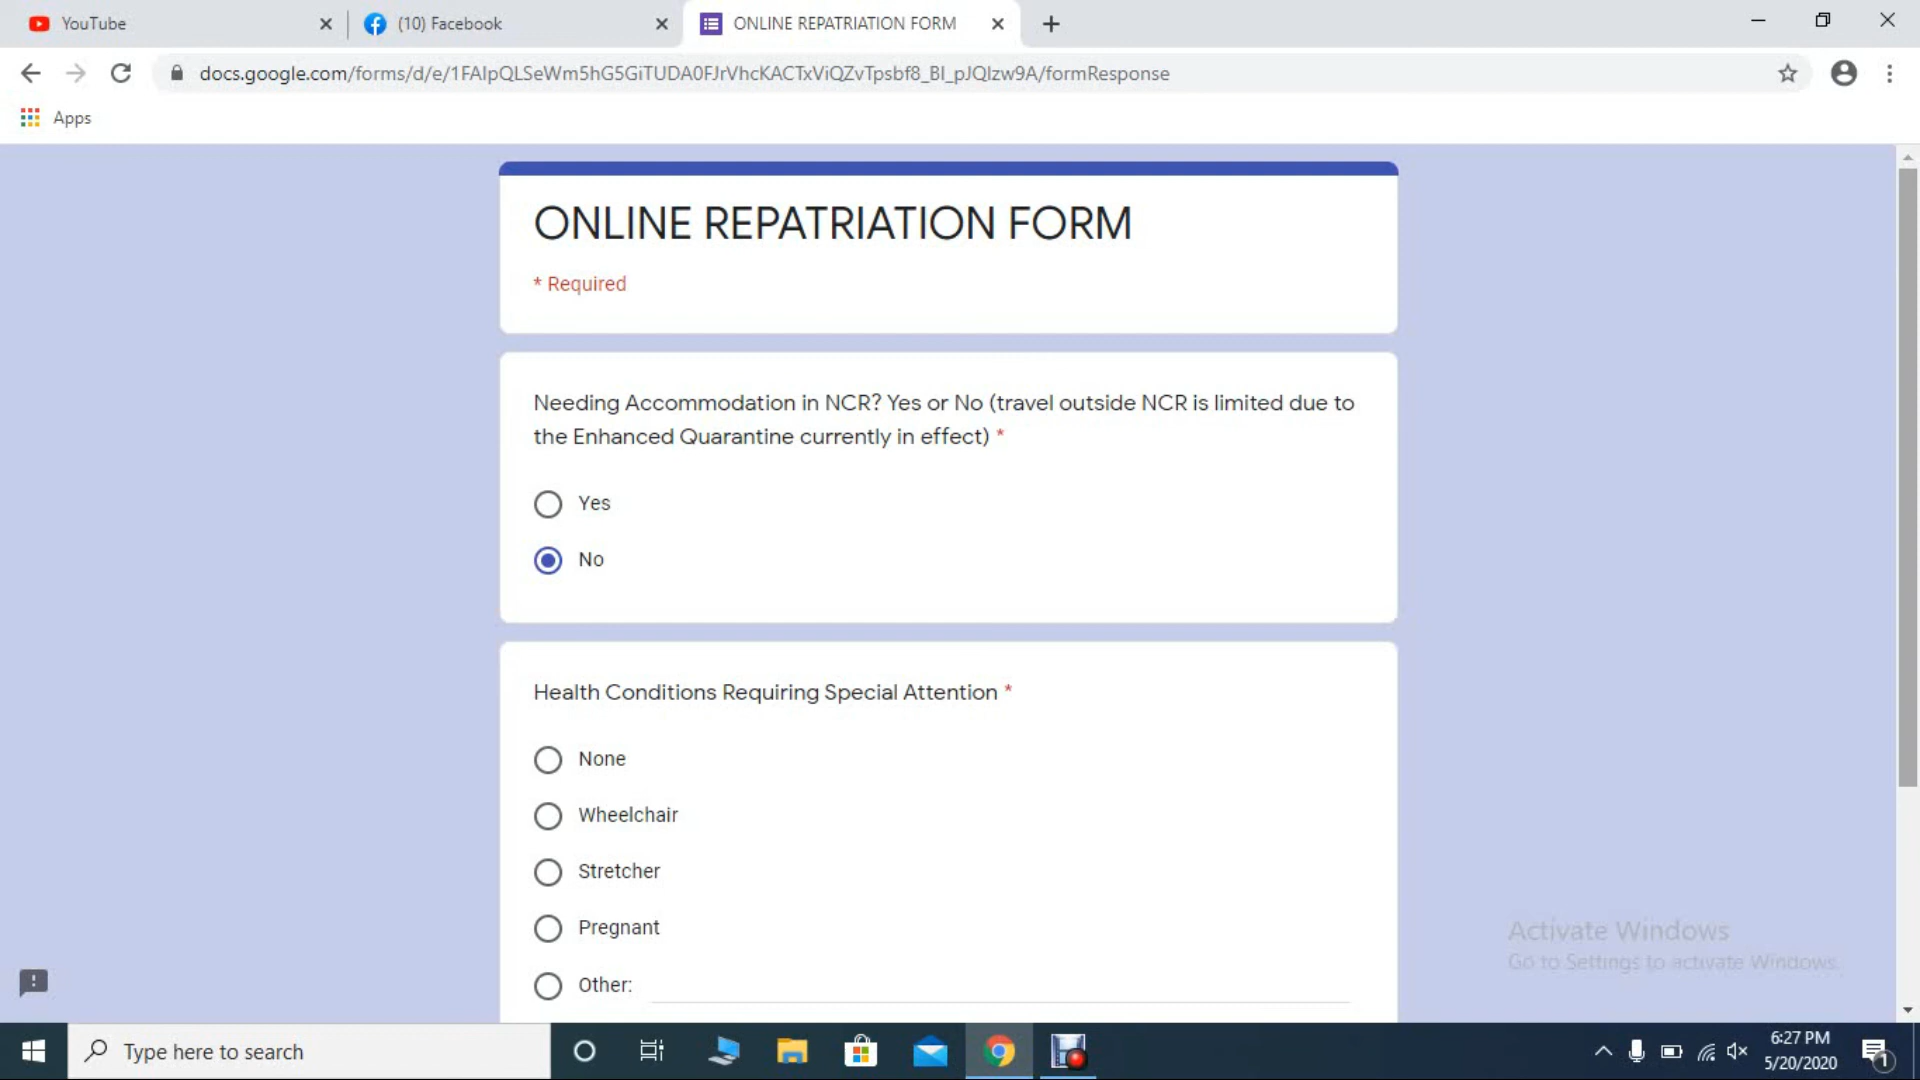 YouTube
(10) Facebook
ONLINE REPATRIATION FORM
docs.google.com/forms/d/e/1FAIpQLSeWm5hG5GiTUDA0FJrVhcKACTxViQZvTpsbf8_BI_pJQIzw9A/formResponse
Apps
ONLINE REPATRIATION FORM
* Required
Needing Accommodation in NCR? Yes or No (travel outside NCR is limited due to
the Enhanced Quarantine currently in effect) *
Yes
No
Health Conditions Requiring Special Attention *
None
Wheelchair
Stretcher
Pregnant
Other:
Activate Windows
Go to Settings to activate Windows.
Type here to search
6:27 PM
5/20/2020
1